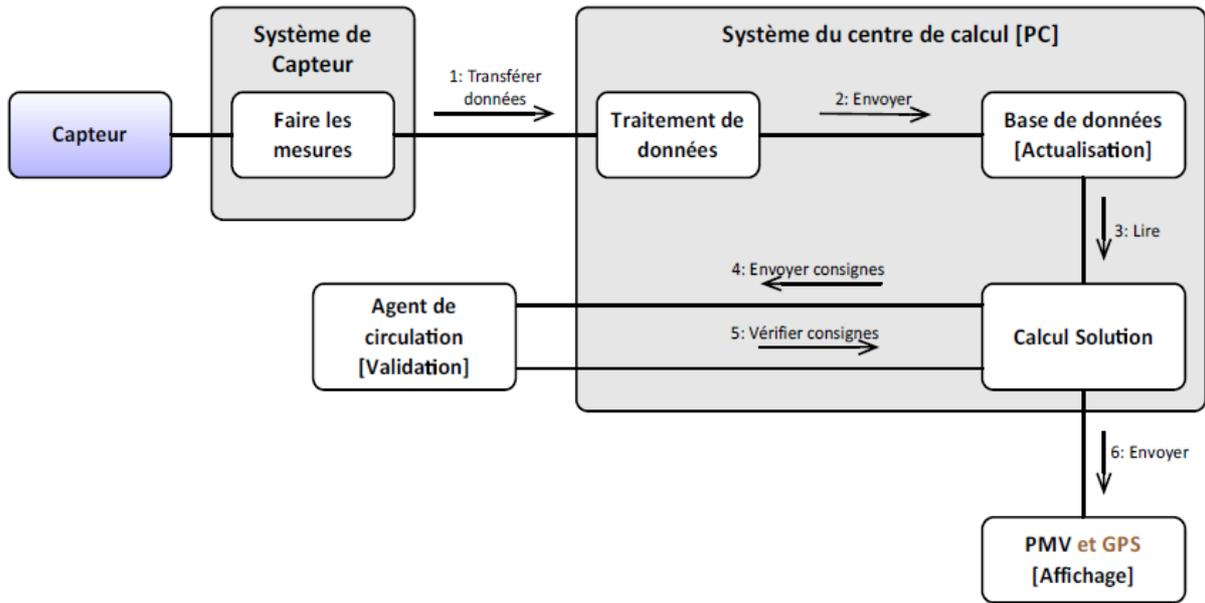 Système de
Capteur
Système du centre de calcul [PC]
1: Transférer
données
2: Envoyer
Capteur
Faire les
mesures
Traitement de
données
Base de données
[Actualisation]
3: Lire
4: Envoyer consignes
Agent de
circulation
[Validation]
5: Vérifier consignes
Calcul Solution
6: Envoyer
PMV et GPS
[Affichage]